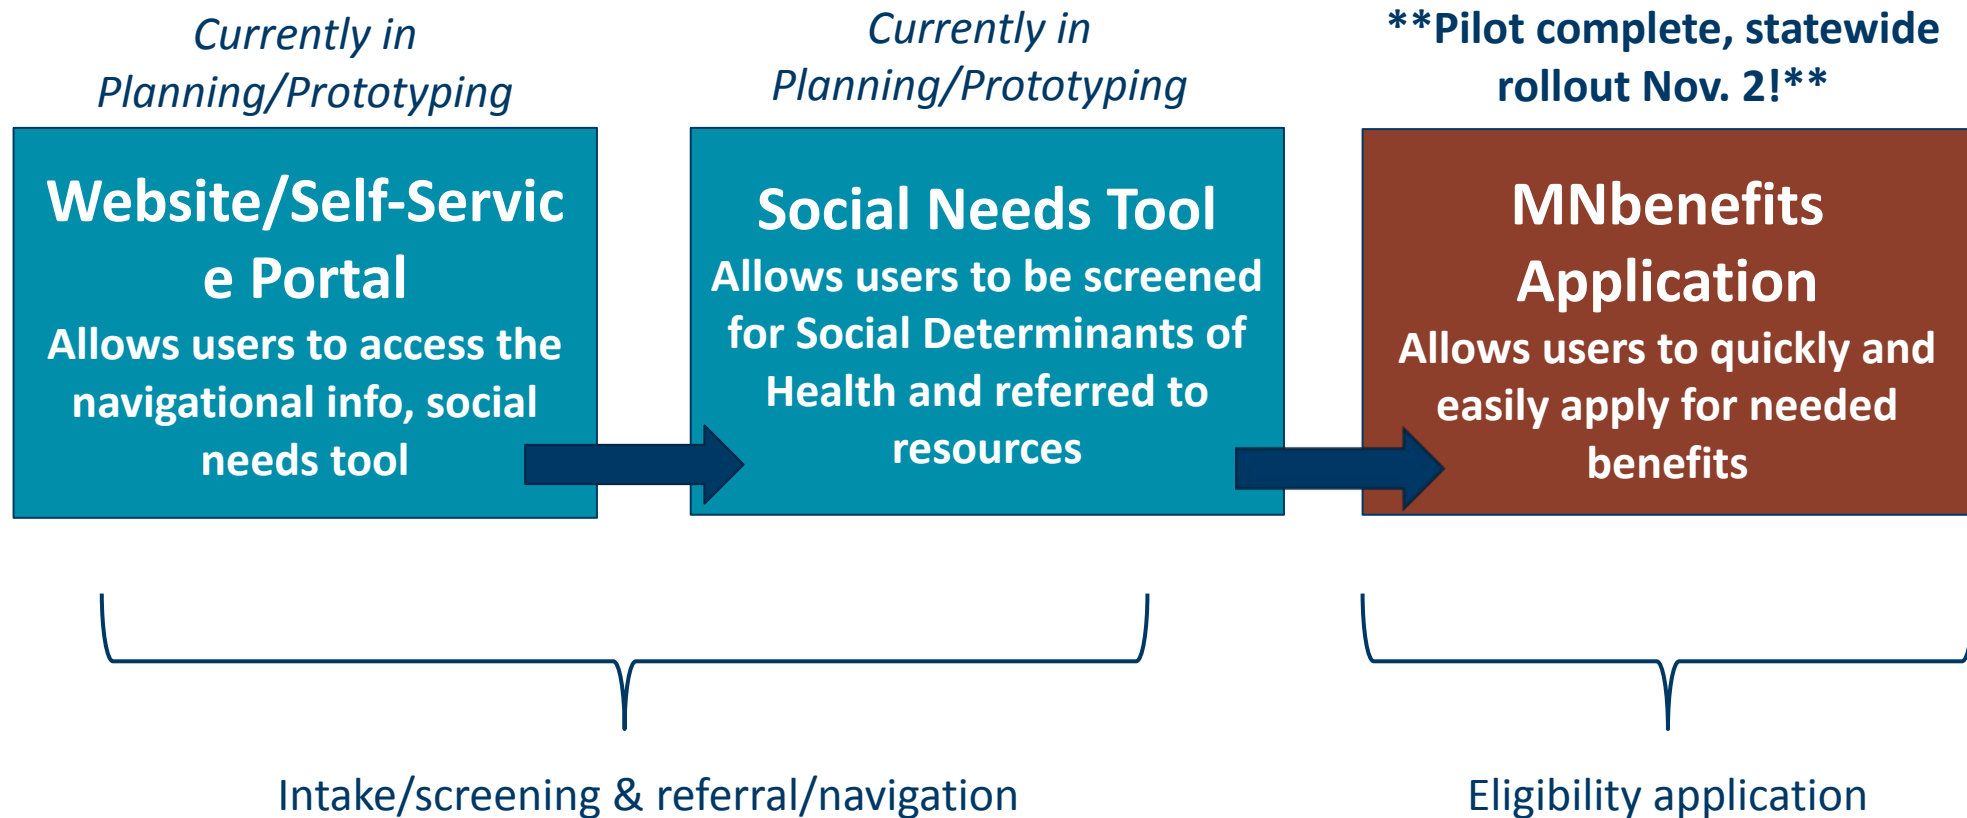 Currently in
Planning/Prototyping
Website/Self-Servic
e Portal
Allows users to access the
navigational info, social
needs tool
Currently in
Planning/Prototyping
Social Needs Tool
Allows users to be screened
for Social Determinants of
Health and referred to
resources
**Pilot complete, statewide
rollout Nov. 2!**
MNbenefits
Application
Allows users to quickly and
easily apply for needed
benefits
Intake/screening & referral/navigation
Eligibility application